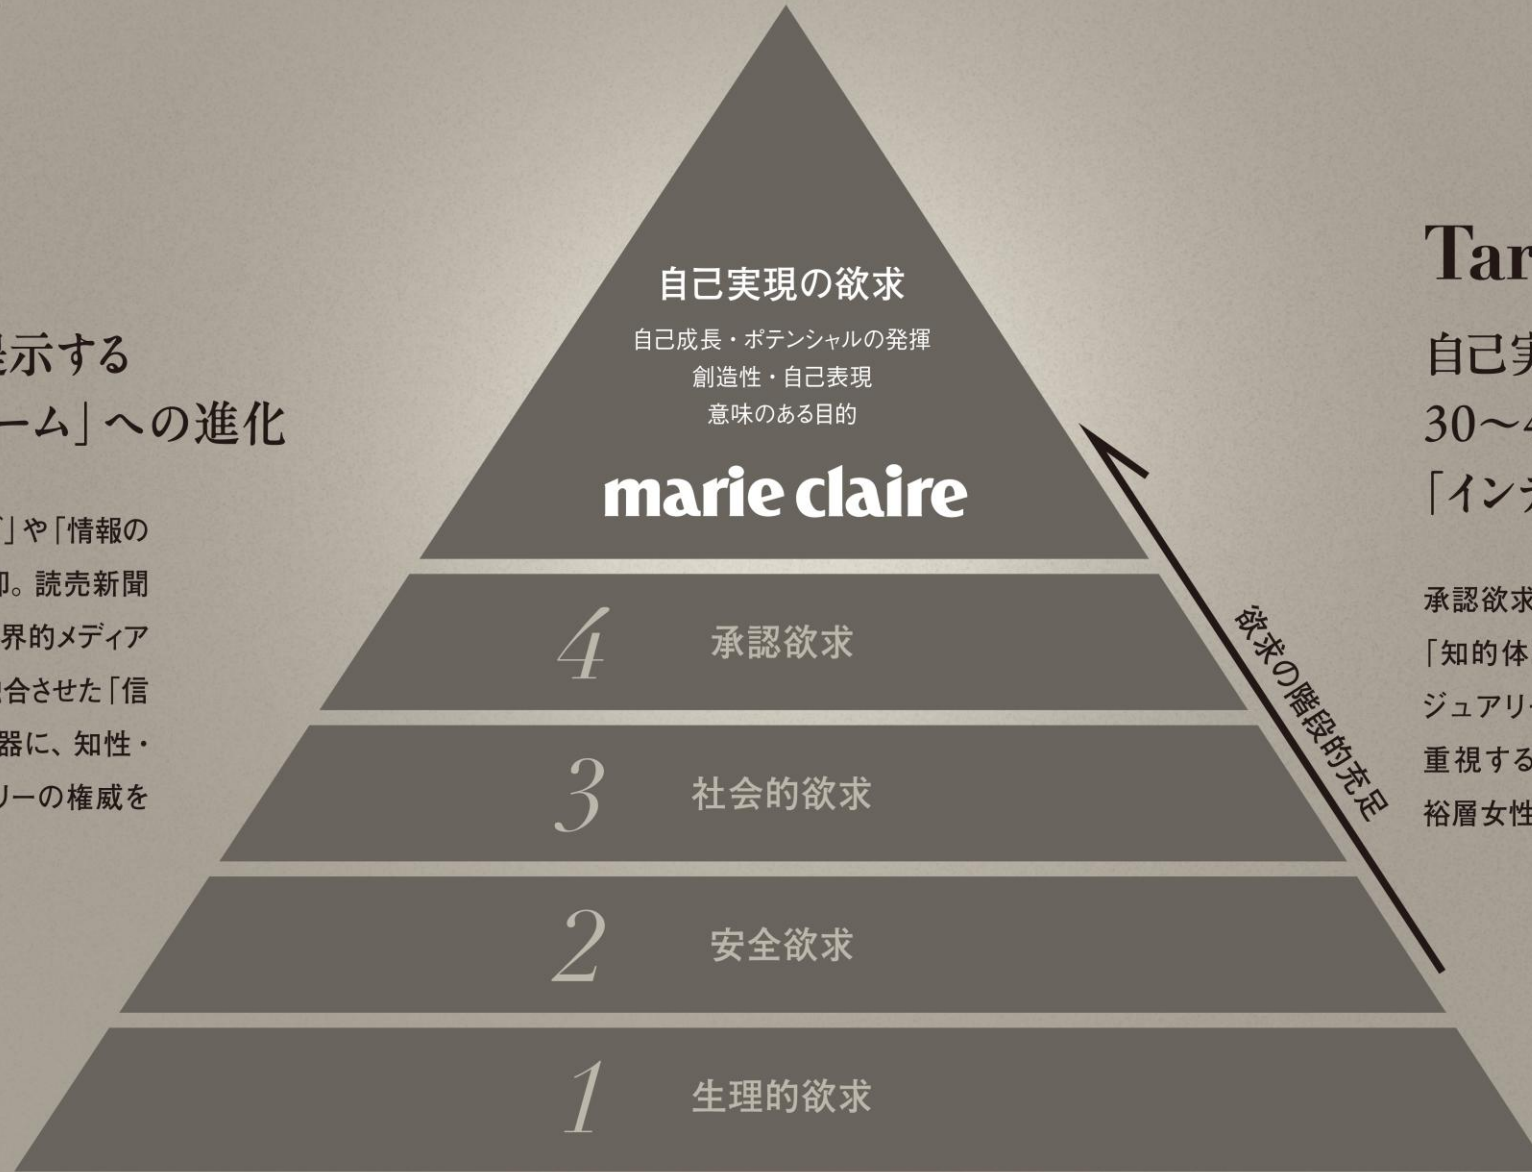 提示する
ーム」への進化
」や「情報の
即。読売新聞
界的メディア
合させた「信
器に、知性・
リーの権威を
自己実現の欲求
自己成長・ポテンシャルの発揮
創造性・自己表現
意味のある目的
marie claire
4 承認欲求
3 社会的欲求
2 安全欲求
1 生理的欲求
欲求の階段的充足
Tar
自己実
30〜4
「イン
承認欲求
「知的体
ジュアリ
重視する
裕層女性